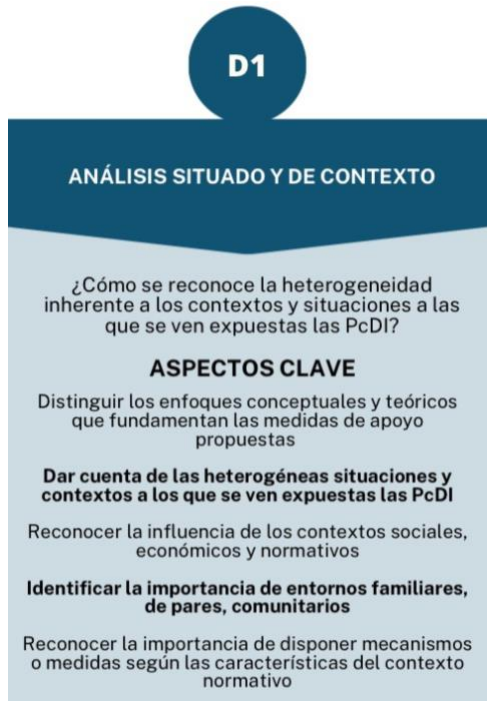 D1
ANÁLISIS SITUADO Y DE CONTEXTO
¿Cómo se reconoce la heterogeneidad
inherente a los contextos y situaciones a las
que se ven expuestas las PcDI?
ASPECTOS CLAVE
Distinguir los enfoques conceptuales y teóricos
que fundamentan las medidas de apoyo
propuestas
Dar cuenta de las heterogéneas situaciones y
contextos a los que se ven expuestas las PcDI
Reconocer la influencia de los contextos sociales,
económicos y normativos
Identificar la importancia de entornos familiares,
de pares, comunitarios
Reconocer la importancia de disponer mecanismos
o medidas según las características del contexto
normativo